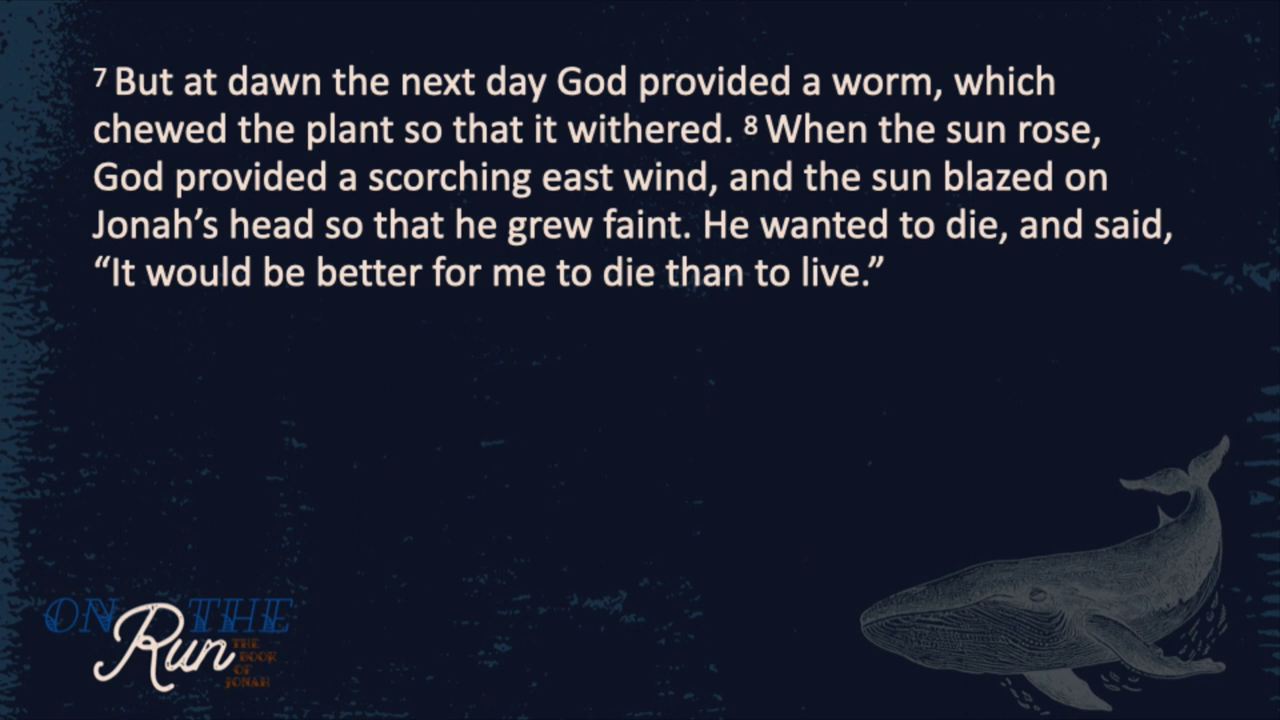 ⁷ But at dawn the next day God provided a worm, which
chewed the plant so that it withered. ⁸ When the sun rose,
God provided a scorching east wind, and the sun blazed on
Jonah’s head so that he grew faint. He wanted to die, and said,
“It would be better for me to die than to live.”
ON THE
Run
THE
BOOK
OF
JONAH